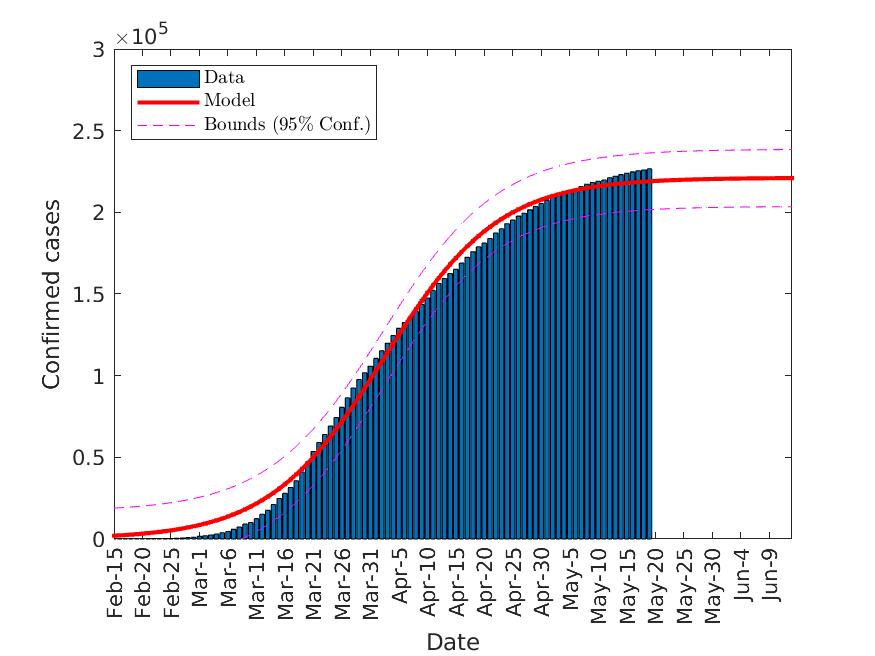 ×10⁵
3
2.5
2
1.5
1
0.5
0
Data
Model
Bounds (95% Conf.)
Confirmed cases
Feb-15
Feb-20
Feb-25
Mar-1
Mar-6
Mar-11
Mar-16
Mar-21
Mar-26
Mar-31
Apr-5
Apr-10
Apr-15
Apr-20
Apr-25
Apr-30
May-5
May-10
May-15
May-20
May-25
May-30
Jun-4
Jun-9
Date